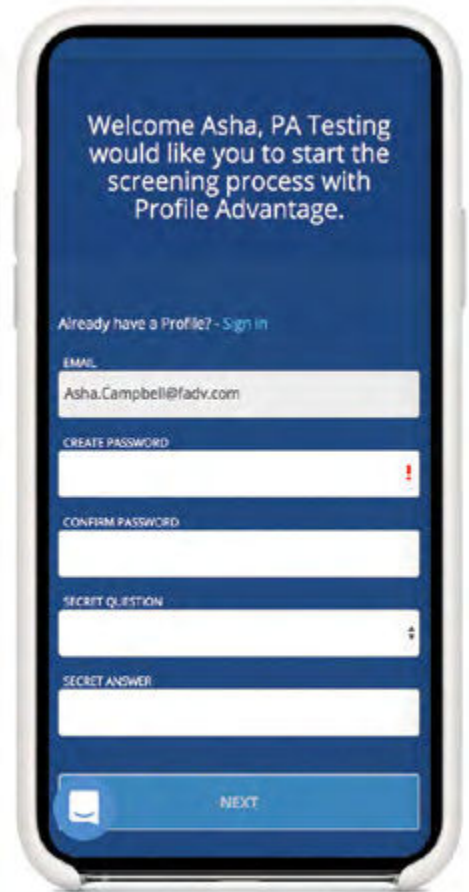 Welcome Asha, PA Testing
would like you to start the
screening process with
Profile Advantage.
Already have a Profile? - Sign in
EMAIL
Asha.Campbell@fadv.com
CREATE PASSWORD
!
CONFIRM PASSWORD
SECRET QUESTION
SECRET ANSWER
NEXT